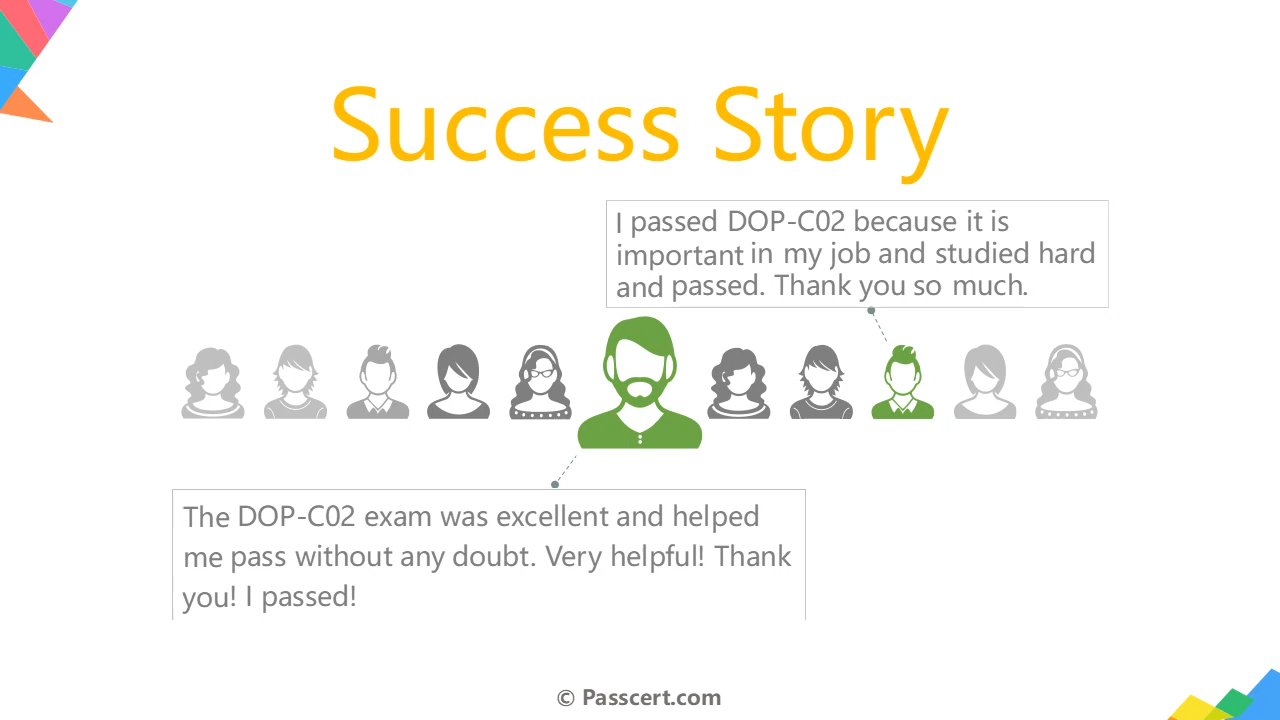 Success Story
I passed DOP-C02 because it is
important in my job and studied hard
and passed. Thank you so much.
The DOP-C02 exam was excellent and helped
me pass without any doubt. Very helpful! Thank
you! I passed!
© Passcert.com